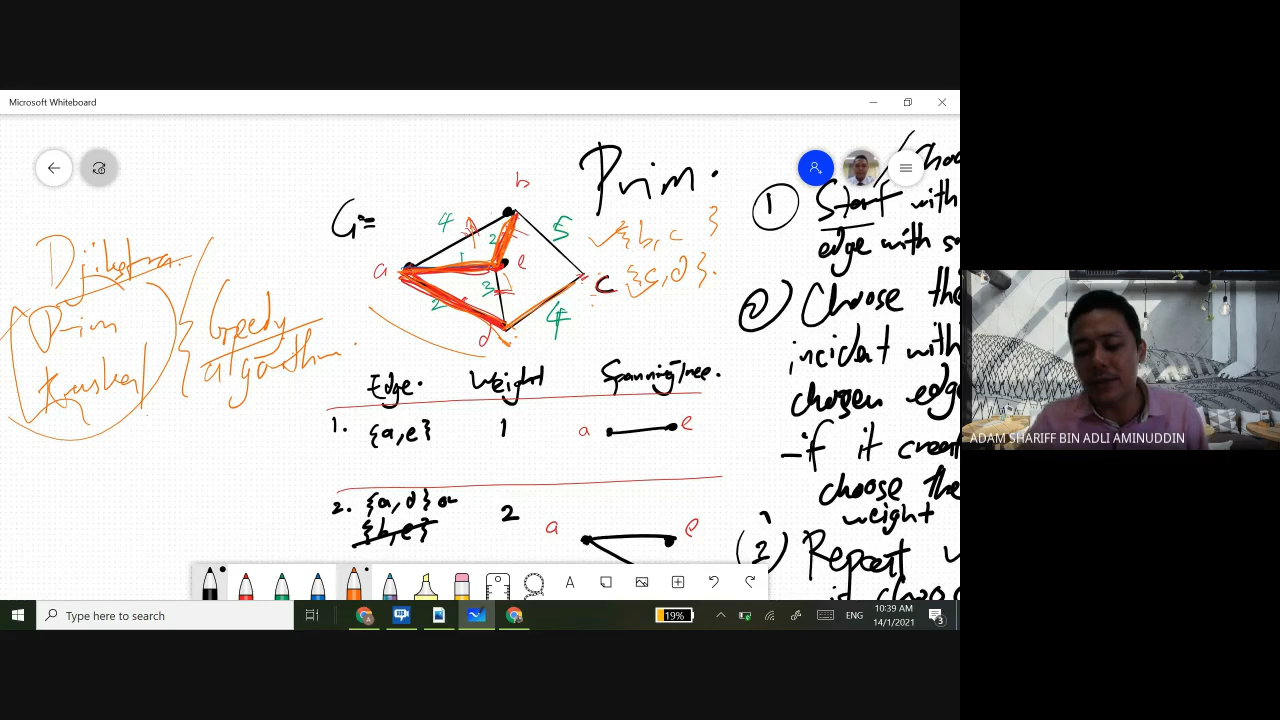 Microsoft Whiteboard
Prim.
G=
b
4
2
5
a
1
e
{b, c }
{c,d}.
3
c
2
4
d
Prim
Kruskal
Greedy
algorithm.
Edge. Weight Spanning Tree.
1. {a,e} 1 a e
2. {a,d} or 2 a e
{b,e}
1 Start with
edge with
2) Choose the
incident with
chosen edge
-if it
choose the
weight
Repeat
ADAM SHARIFF BIN ADLI AMINUDDIN
A
Type here to search
19%
ENG
10:39 AM
14/1/2021
3